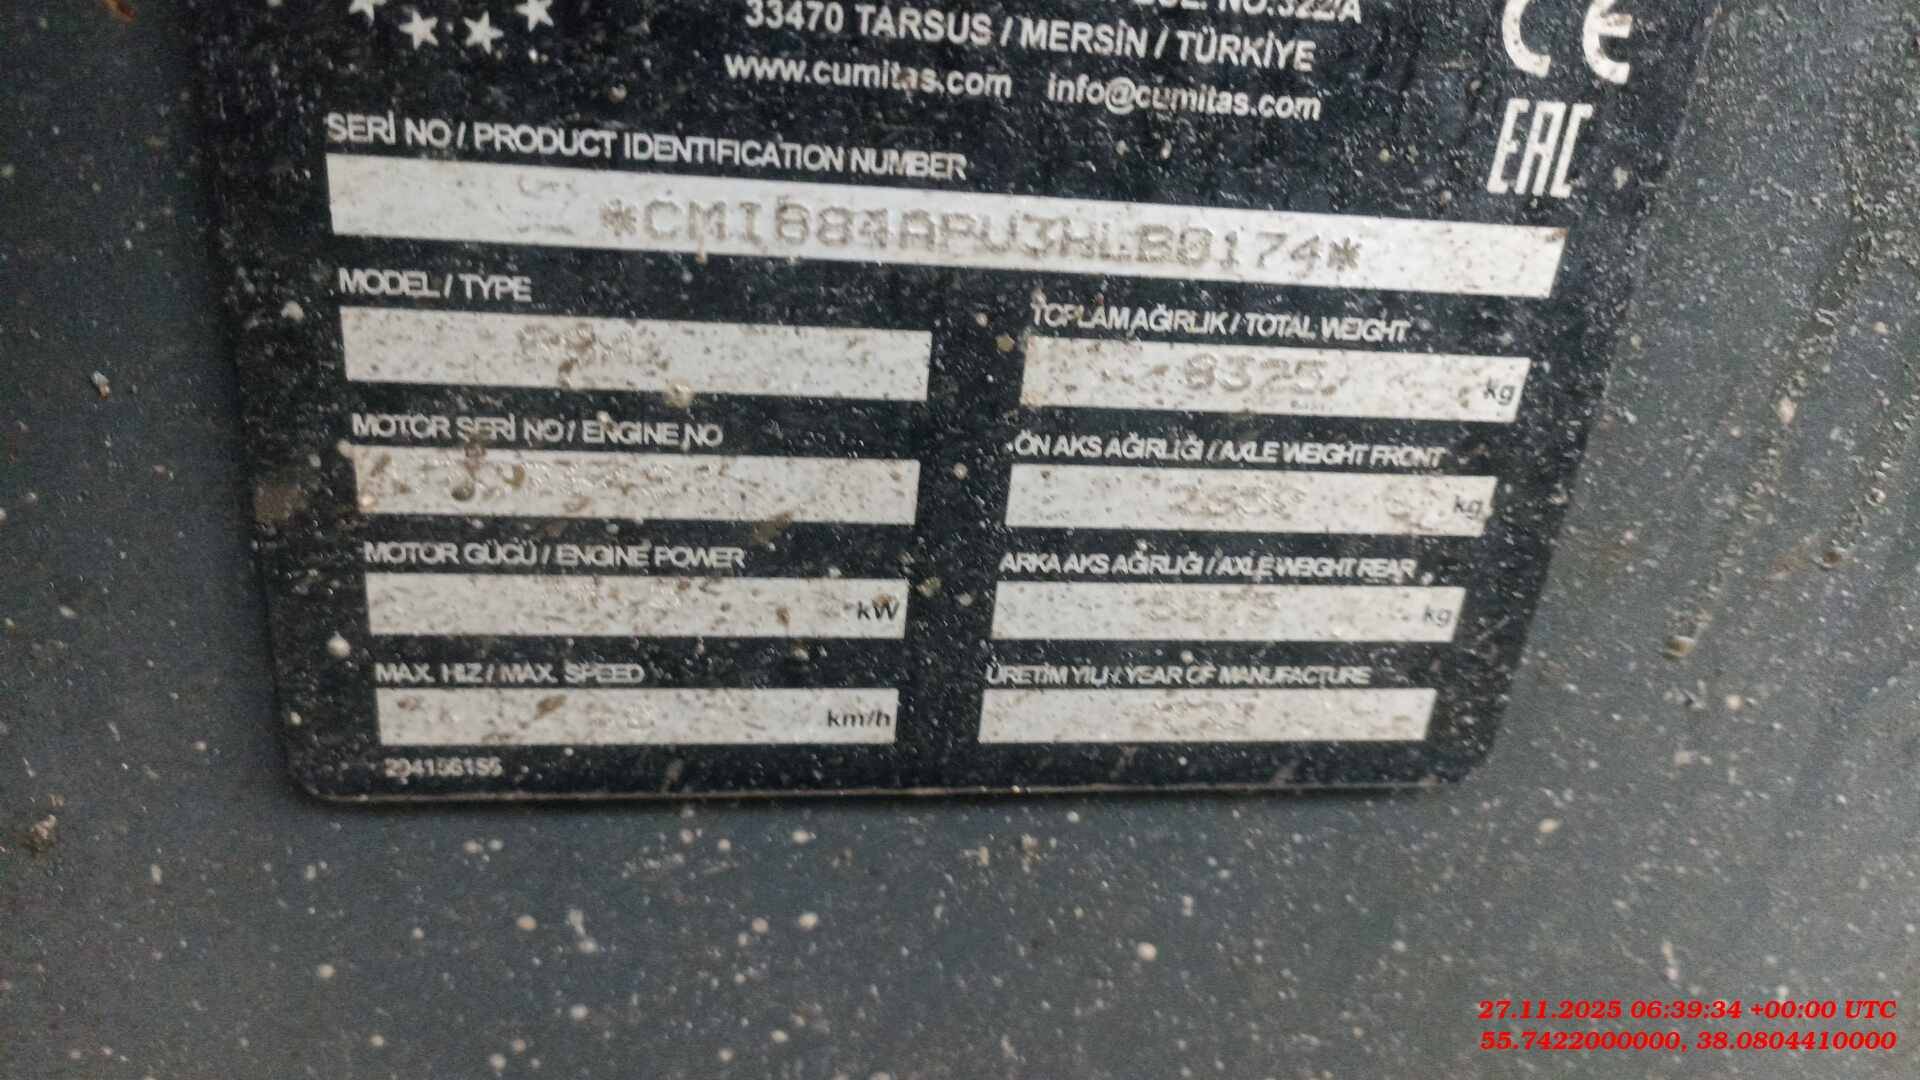 33470 TARSUS / MERSİN / TÜRKİYE
www.cumitas.com info@cumitas.com
CE
EAC
SERİ NO / PRODUCT IDENTIFICATION NUMBER
*CMI884APU3HLB0174*
MODEL / TYPE
TOPLAM AĞIRLIK / TOTAL WEIGHT
8325 kg
MOTOR SERİ NO / ENGINE NO
ÖN AKS AĞIRLIĞI / AXLE WEIGHT FRONT
kg
MOTOR GÜCÜ / ENGINE POWER
kW
ARKA AKS AĞIRLIĞI / AXLE WEIGHT REAR
kg
MAX. HIZ / MAX. SPEED
km/h
ÜRETİM YILI / YEAR OF MANUFACTURE
27.11.2025 06:39:34 +00:00 UTC
55.7422000000, 38.0804410000